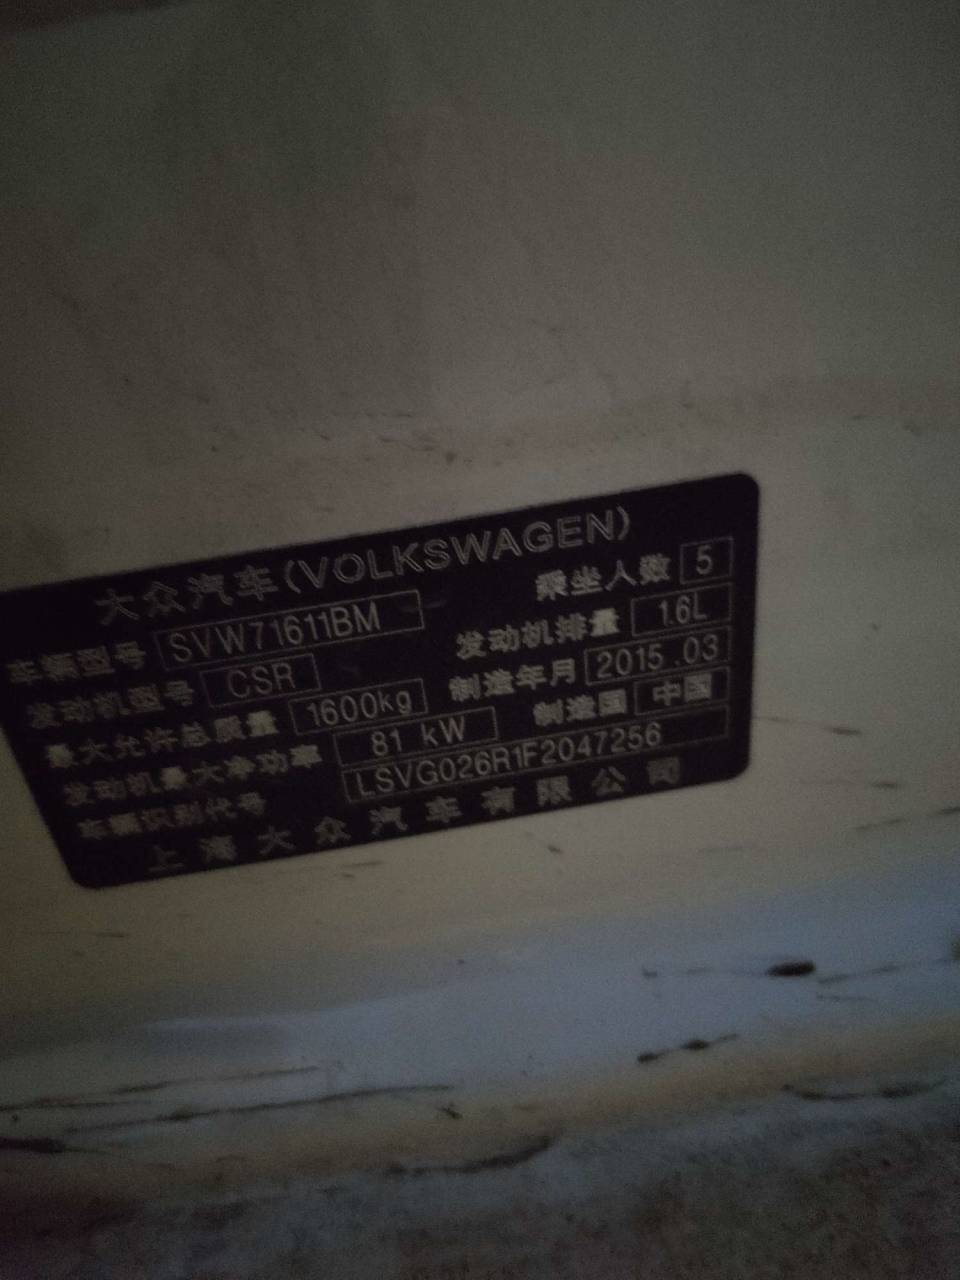 大众汽车(VOLKSWAGEN)
车辆型号 SVW71611BM 乘坐人数 5
发动机型号 CSR 发动机排量 1.6L
最大允许总质量 1600kg 制造年月 2015.03
发动机最大净功率 81 kW 制造国 中国
车辆识别代号 LSVG026R1F2047256
上海大众汽车有限公司